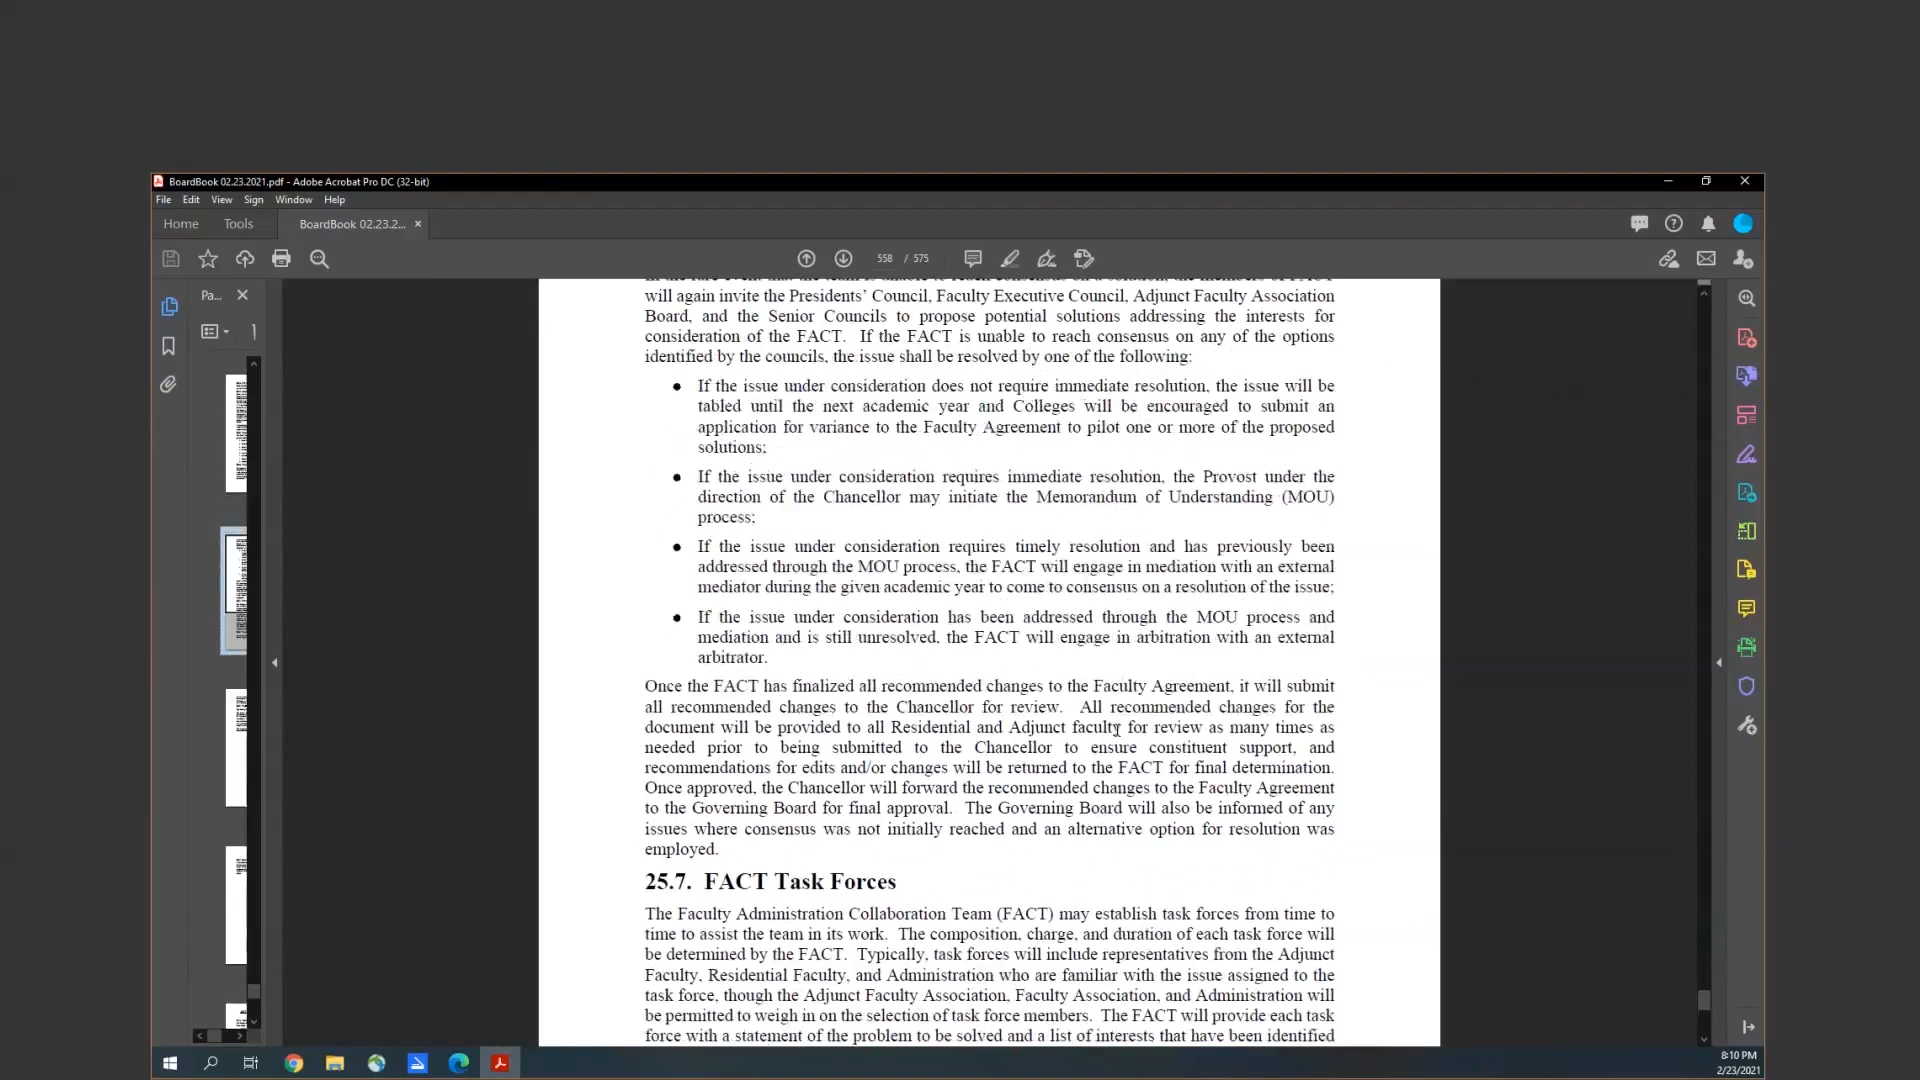 BoardBook 02.23.2021.pdf - Adobe Acrobat Pro DC (32-bit)
File Edit View Sign Window Help
Home Tools BoardBook 02.23.2... ×
558 / 575
Pa...
will again invite the Presidents' Council, Faculty Executive Council, Adjunct Faculty Association
Board, and the Senior Councils to propose potential solutions addressing the interests for
consideration of the FACT. If the FACT is unable to reach consensus on any of the options
identified by the councils, the issue shall be resolved by one of the following:
● If the issue under consideration does not require immediate resolution, the issue will be
tabled until the next academic year and Colleges will be encouraged to submit an
application for variance to the Faculty Agreement to pilot one or more of the proposed
solutions;
● If the issue under consideration requires immediate resolution, the Provost under the
direction of the Chancellor may initiate the Memorandum of Understanding (MOU)
process;
● If the issue under consideration requires timely resolution and has previously been
addressed through the MOU process, the FACT will engage in mediation with an external
mediator during the given academic year to come to consensus on a resolution of the issue;
● If the issue under consideration has been addressed through the MOU process and
mediation and is still unresolved, the FACT will engage in arbitration with an external
arbitrator.
Once the FACT has finalized all recommended changes to the Faculty Agreement, it will submit
all recommended changes to the Chancellor for review. All recommended changes for the
document will be provided to all Residential and Adjunct faculty for review as many times as
needed prior to being submitted to the Chancellor to ensure constituent support, and
recommendations for edits and/or changes will be returned to the FACT for final determination.
Once approved, the Chancellor will forward the recommended changes to the Faculty Agreement
to the Governing Board for final approval. The Governing Board will also be informed of any
issues where consensus was not initially reached and an alternative option for resolution was
employed.
25.7. FACT Task Forces
The Faculty Administration Collaboration Team (FACT) may establish task forces from time to
time to assist the team in its work. The composition, charge, and duration of each task force will
be determined by the FACT. Typically, task forces will include representatives from the Adjunct
Faculty, Residential Faculty, and Administration who are familiar with the issue assigned to the
task force, though the Adjunct Faculty Association, Faculty Association, and Administration will
be permitted to weigh in on the selection of task force members. The FACT will provide each task
force with a statement of the problem to be solved and a list of interests that have been identified
8:10 PM
2/23/2021